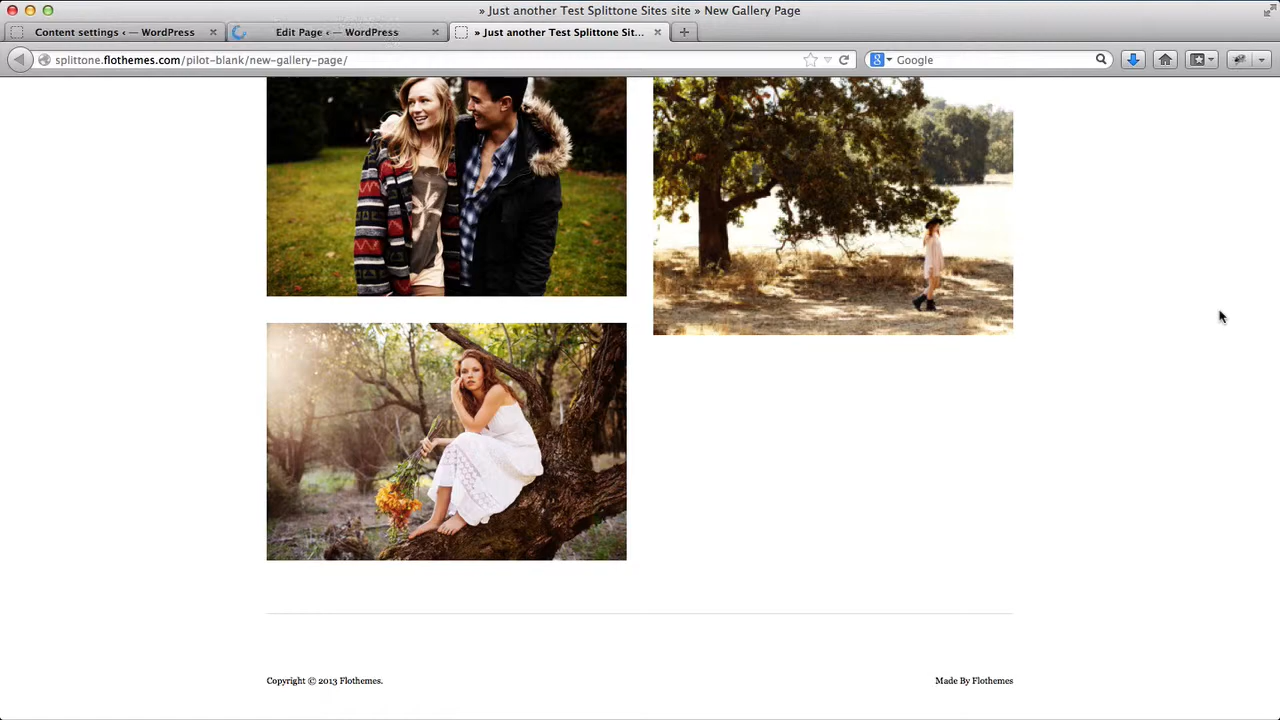 » Just another Test Splittone Sites site » New Gallery Page
Content settings ‹ — WordPress
Edit Page ‹ — WordPress
» Just another Test Splittone Sit...
splittone.flothemes.com/pilot-blank/new-gallery-page/
Google
Copyright © 2013 Flothemes.
Made By Flothemes